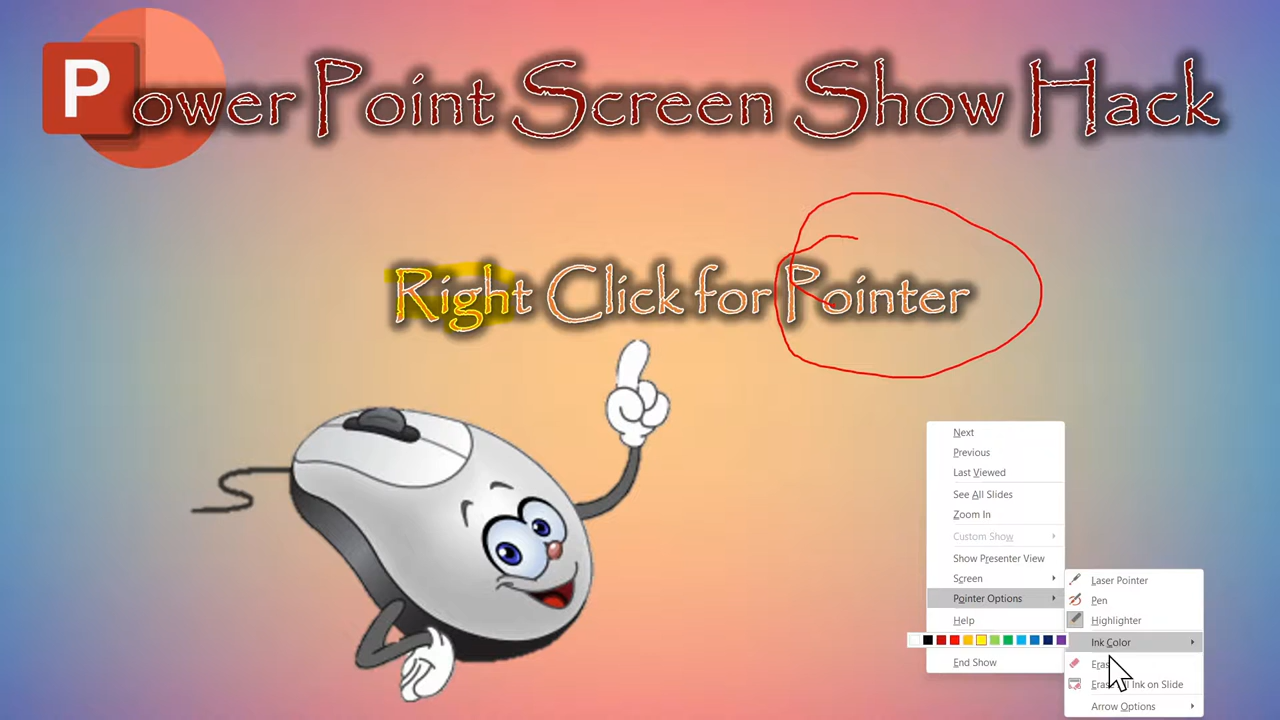 Power Point Screen Show Hack
Right Click for Pointer
Next
Previous
Last Viewed
See All Slides
Zoom In
Custom Show
Show Presenter View
Screen
Pointer Options
Help
End Show
Laser Pointer
Pen
Highlighter
Ink Color
Ink on Slide
Arrow Options